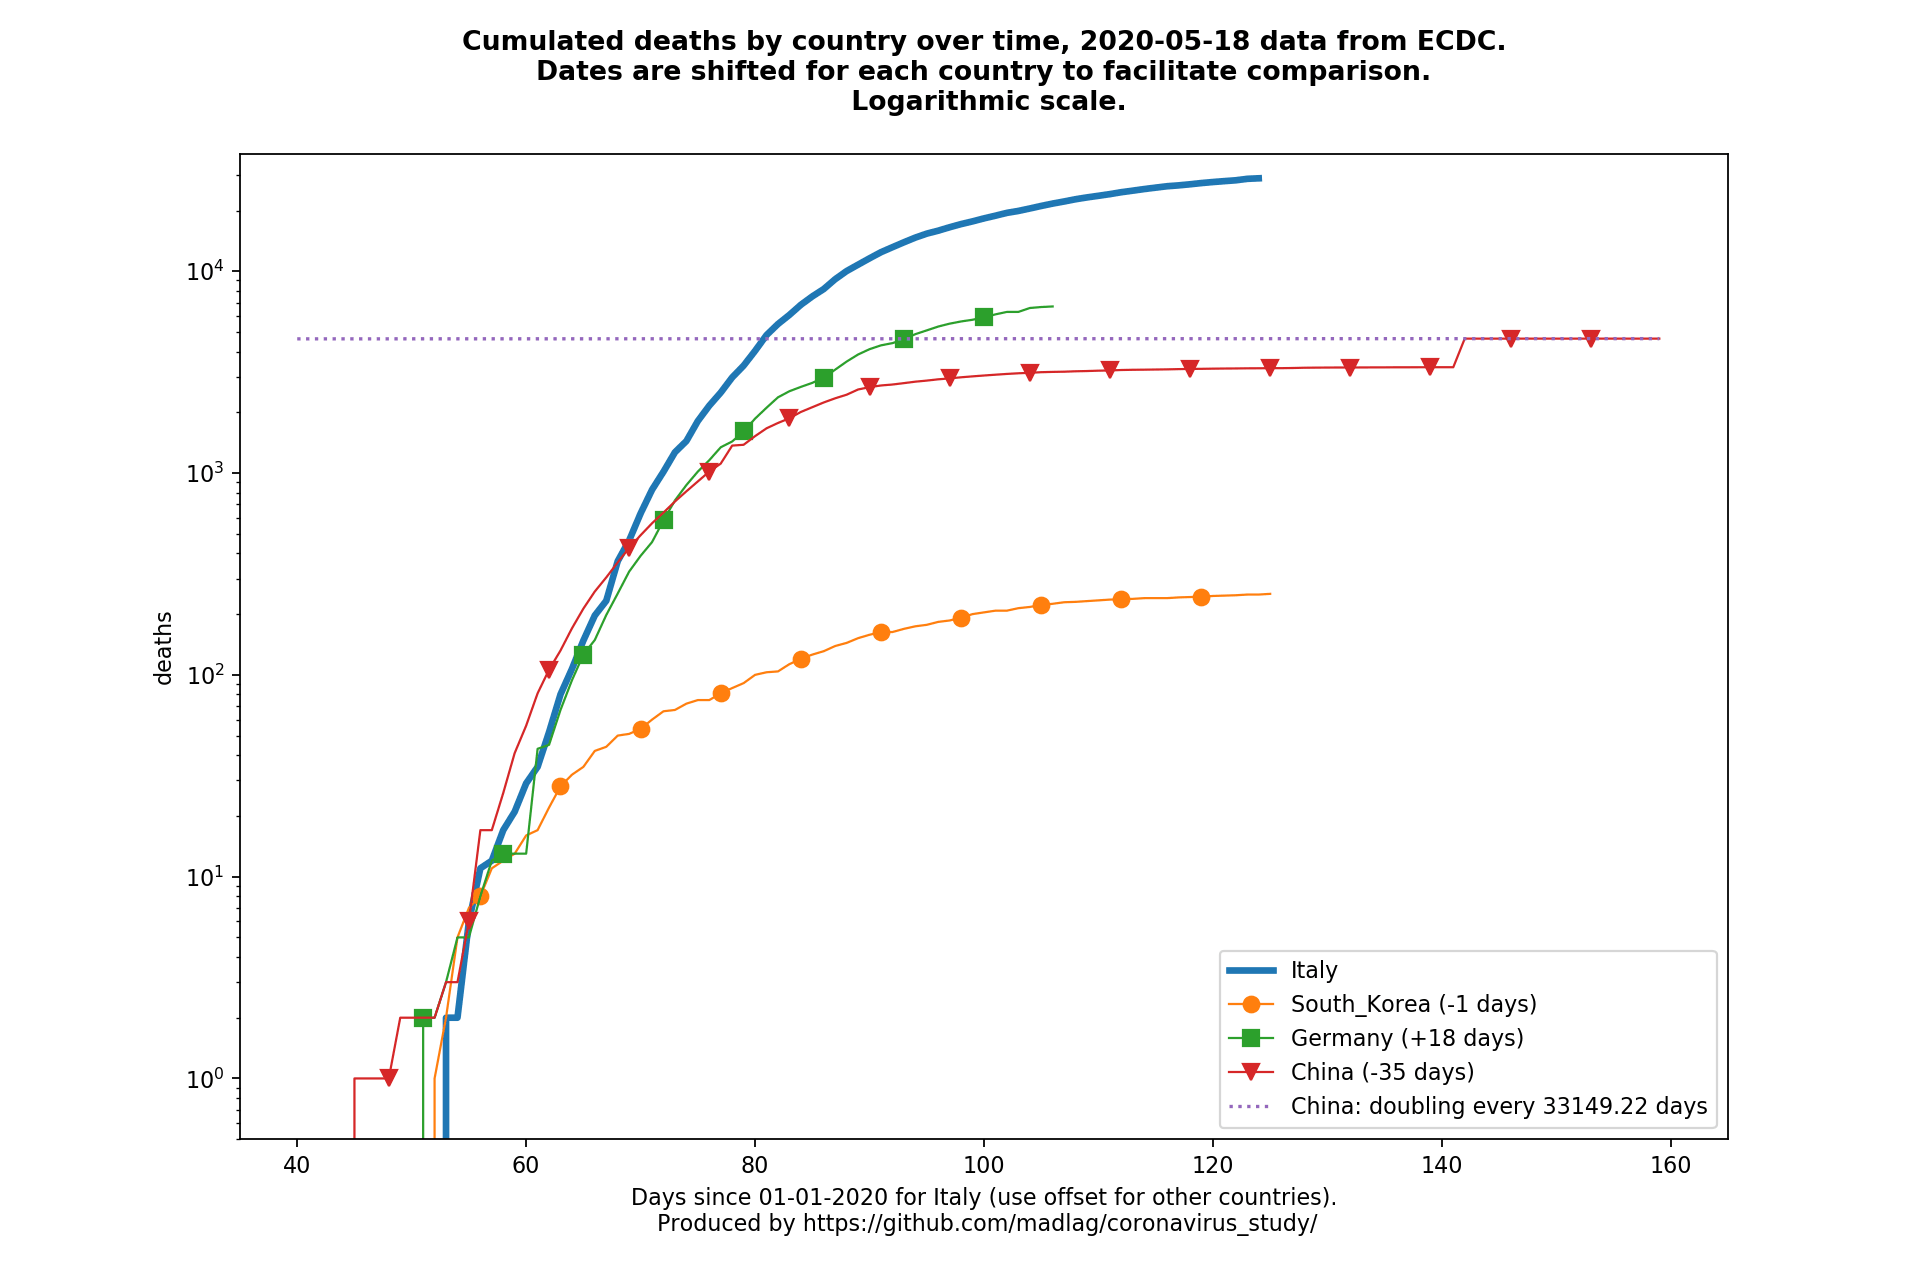 Cumulated deaths by country over time, 2020-05-18 data from ECDC.
Dates are shifted for each country to facilitate comparison.
Logarithmic scale.
10⁴
10³
10²
10¹
10⁰
deaths
Italy
South_Korea (-1 days)
Germany (+18 days)
China (-35 days)
China: doubling every 33149.22 days
40 60 80 100 120 140 160
Days since 01-01-2020 for Italy (use offset for other countries).
Produced by https://github.com/madlag/coronavirus_study/